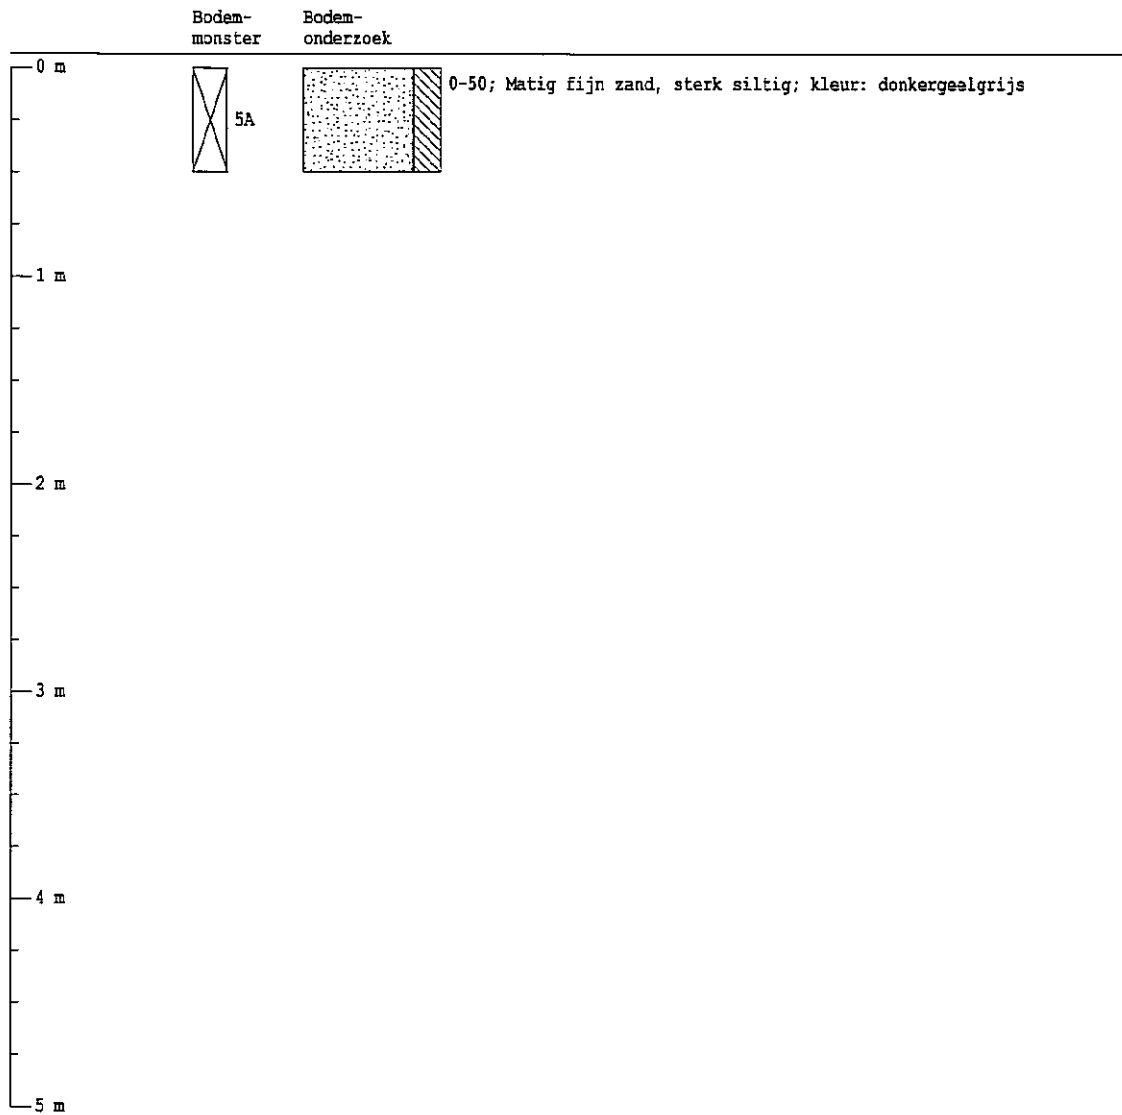 Bodem-
monster
Bodem-
onderzoek
0 m
0-50; Matig fijn zand, sterk siltig; kleur: donkergeelgrijs
5A
1 m
2 m
3 m
4 m
5 m